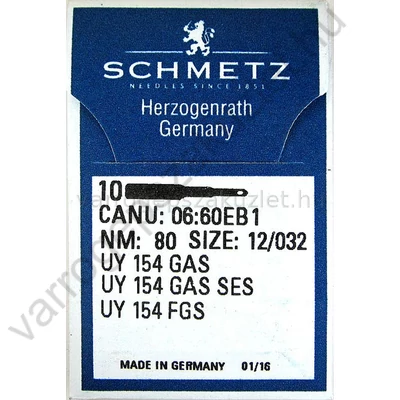 SCHMETZ
NEEDLES SINCE 1851
Herzogenrath
Germany
10
CANU: 06:60EB1
NM: 80 SIZE: 12/032
UY 154 GAS
UY 154 GAS SES
UY 154 FGS
MADE IN GERMANY 01/16